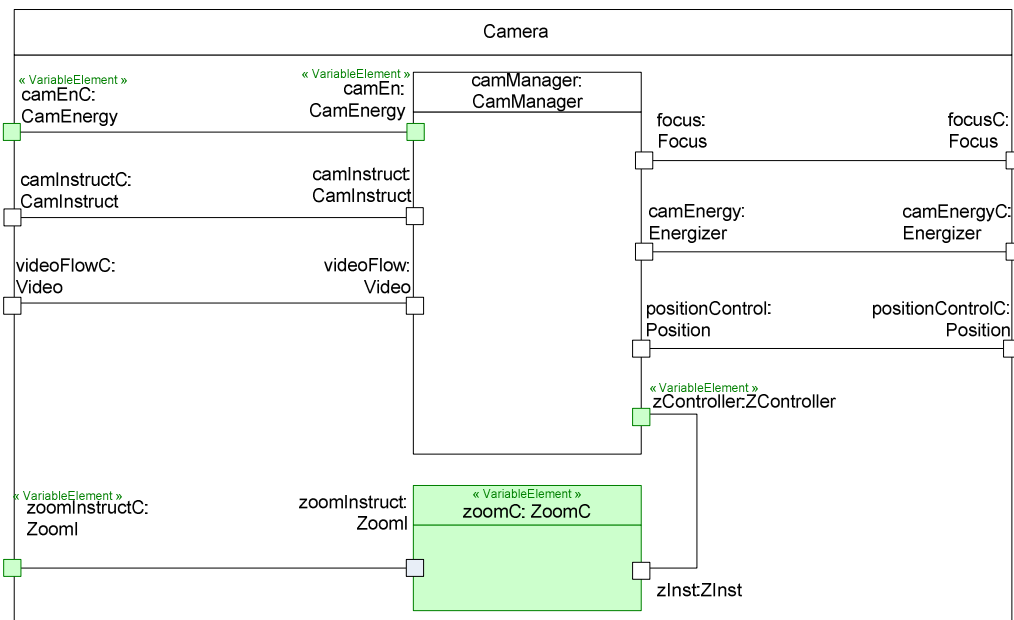 Camera
« VariableElement »
camEnC:
CamEnergy
« VariableElement »
camEn:
CamEnergy
camManager:
CamManager
focus:
Focus
focusC:
Focus
camInstructC:
CamInstruct
camInstruct:
CamInstruct
camEnergy:
Energizer
camEnergyC:
Energizer
videoFlowC:
Video
videoFlow:
Video
positionControl:
Position
positionControlC:
Position
« VariableElement »
zController:ZController
« VariableElement »
zoomInstructC:
ZoomI
zoomInstruct:
ZoomI
« VariableElement »
zoomC: ZoomC
zInst:ZInst